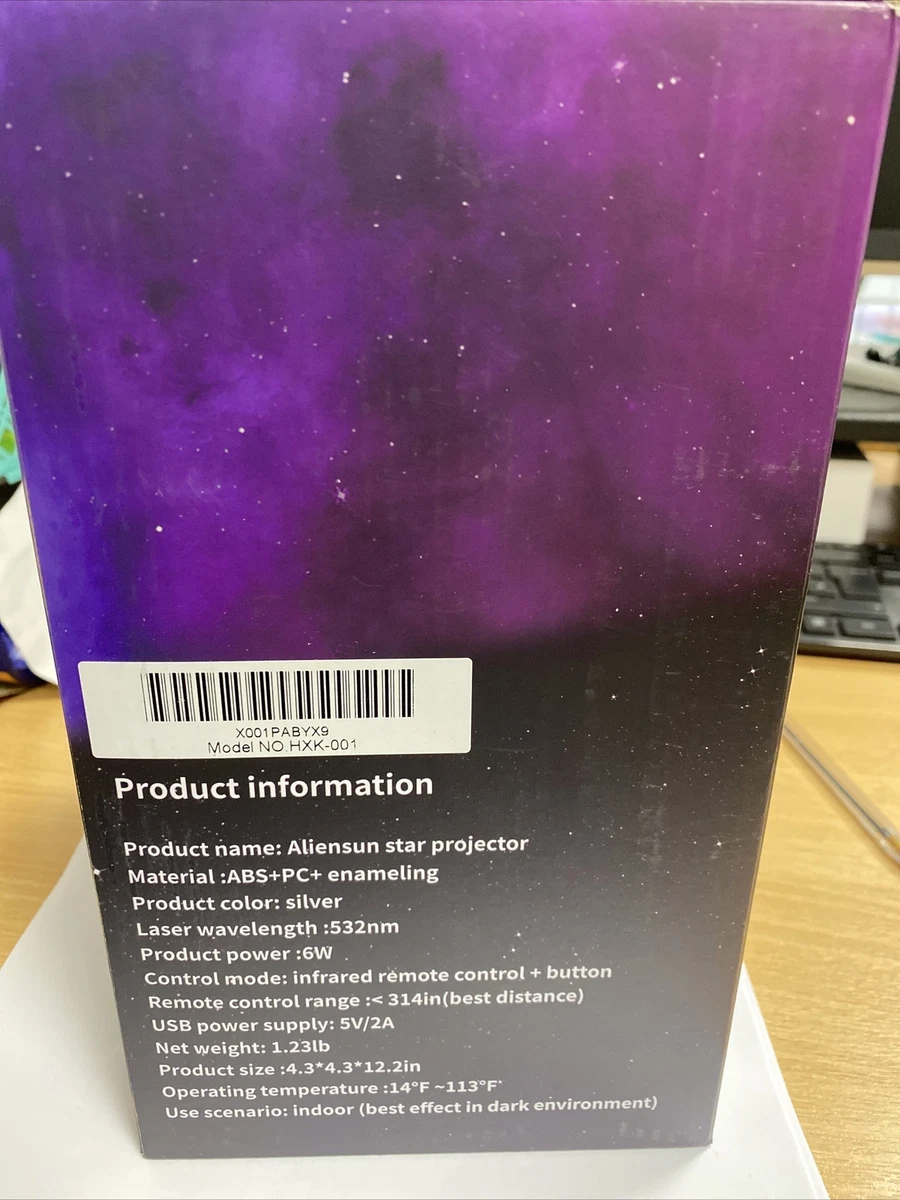 X001PABYX9
Model NO.HXK-001
Product information
Product name: Aliensun star projector
Material :ABS+PC+ enameling
Product color: silver
Laser wavelength :532nm
Product power :6W
Control mode: infrared remote control + button
Remote control range :< 314in(best distance)
USB power supply: 5V/2A
Net weight: 1.23lb
Product size :4.3*4.3*12.2in
Operating temperature :14°F ~113°F
Use scenario: indoor (best effect in dark environment)